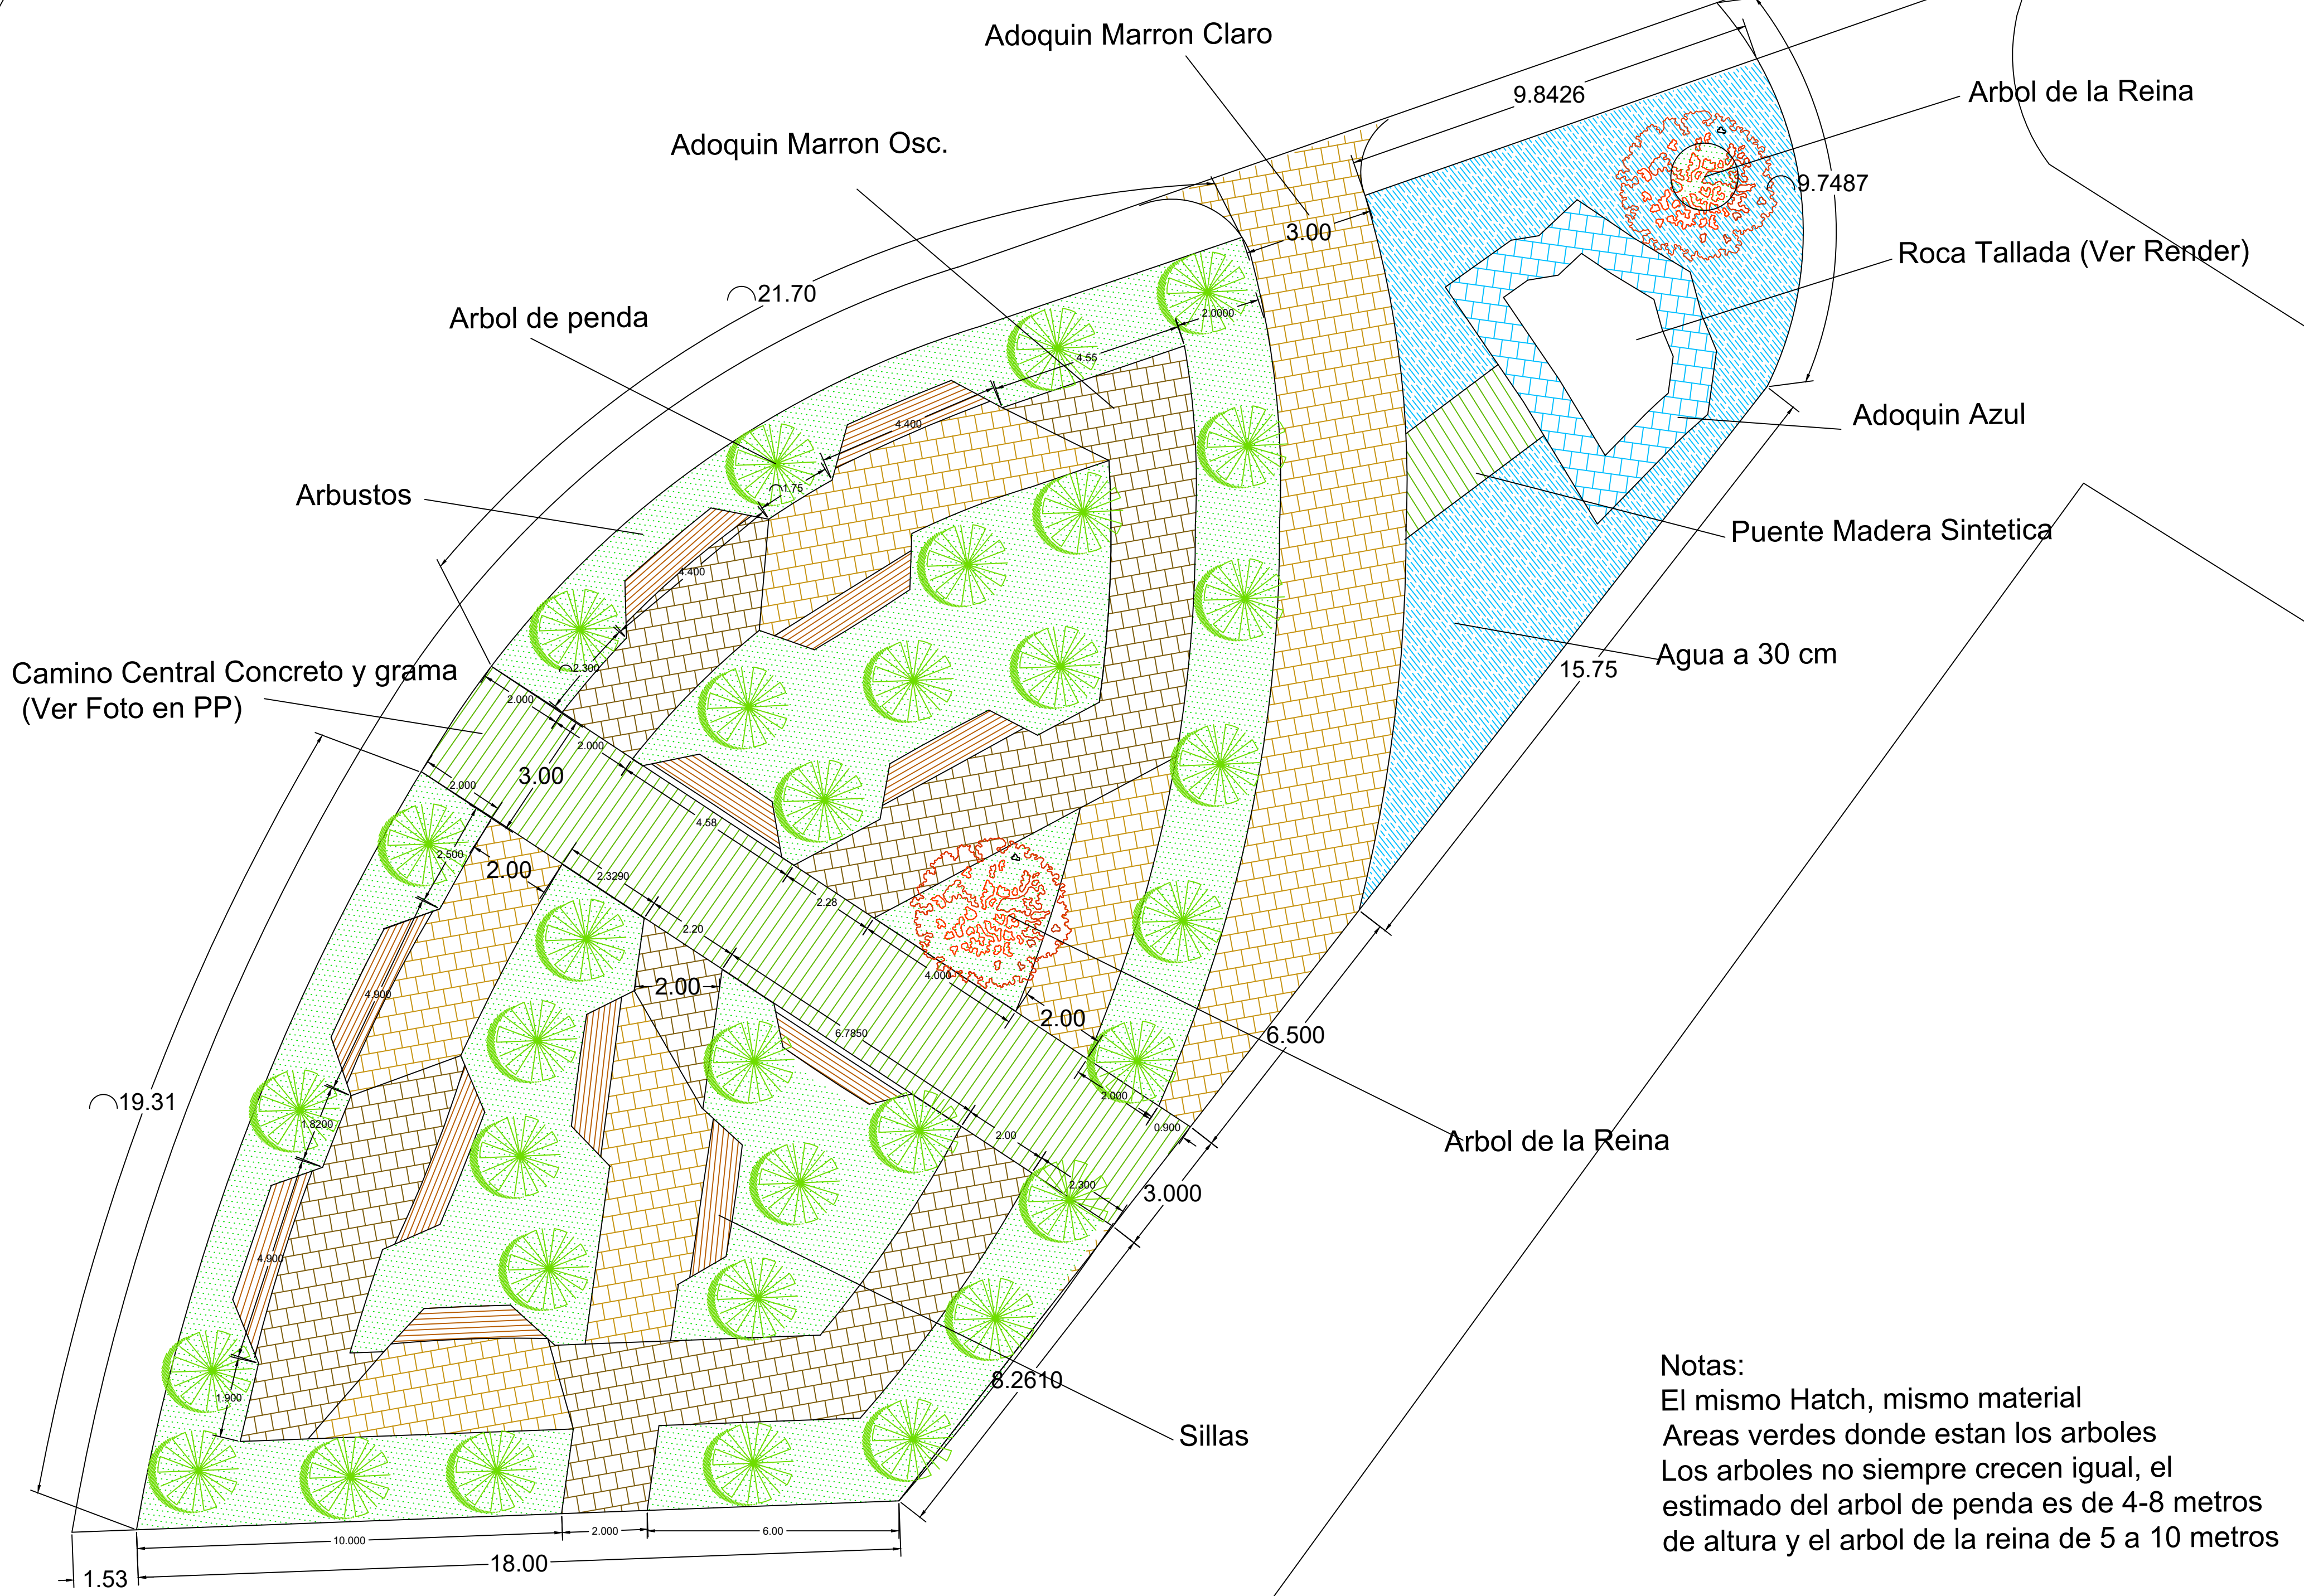 Adoquin Marron Claro
9.8426
Arbol de la Reina
Adoquin Marron Osc.
9.7487
3.00
Roca Tallada (Ver Render)
21.70
2.0000
Arbol de penda
4.55
Adoquin Azul
4.400
Arbustos
1.75
Puente Madera Sintetica
4.400
Agua a 30 cm
15.75
Camino Central Concreto y grama
(Ver Foto en PP)
2.300
2.000
2.000
3.00
2.000
4.58
2.500
2.00
2.3290
2.28
2.20
4.900
4.000
2.00
2.00
6.7850
6.500
19.31
1.8200
2.000
0.900
2.00
Arbol de la Reina
2.300
3.000
4.900
8.2610
1.900
Sillas
Notas:
El mismo Hatch, mismo material
Areas verdes donde estan los arboles
Los arboles no siempre crecen igual, el
estimado del arbol de penda es de 4-8 metros
de altura y el arbol de la reina de 5 a 10 metros
10.000
2.000
6.00
18.00
1.53